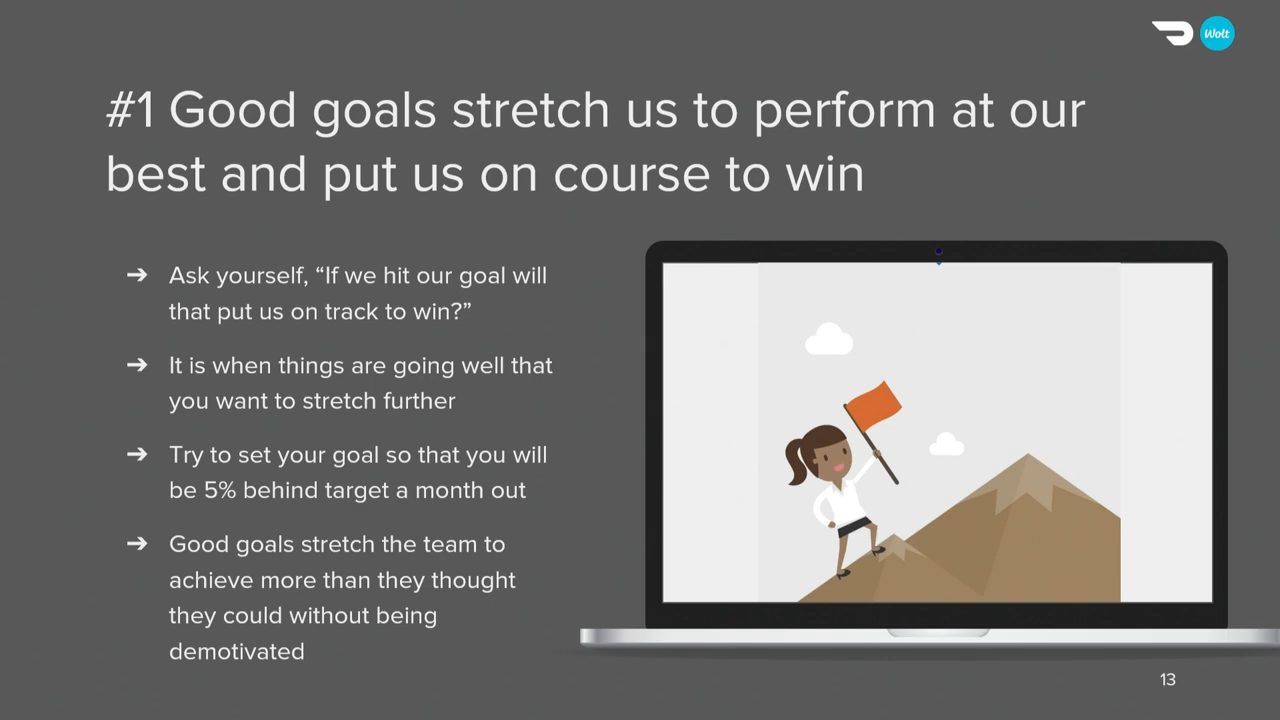 Wolt
#1 Good goals stretch us to perform at our
best and put us on course to win
➔ Ask yourself, “If we hit our goal will
that put us on track to win?”
➔ It is when things are going well that
you want to stretch further
➔ Try to set your goal so that you will
be 5% behind target a month out
➔ Good goals stretch the team to
achieve more than they thought
they could without being
demotivated
13